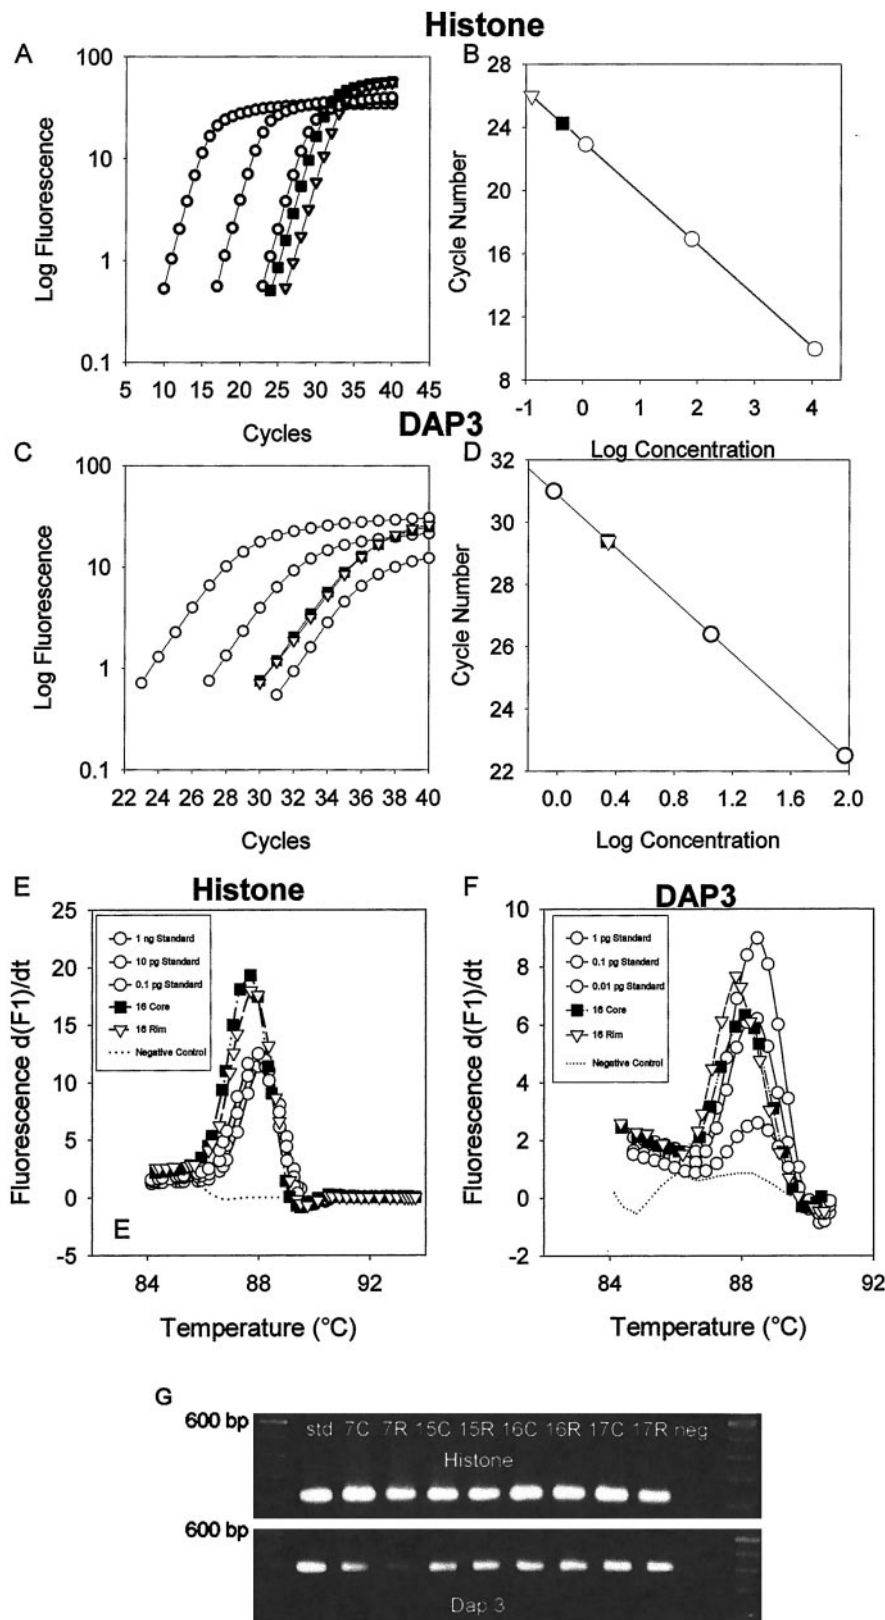 Histone
A
Log Fluorescence
100
10
1
0.1
5 10 15 20 25 30 35 40 45
Cycles
B
Cycle Number
28
24
20
16
12
8
-1 0 1 2 3 4
Log Concentration
DAP3
C
Log Fluorescence
100
10
1
0.1
22 24 26 28 30 32 34 36 38 40
Cycles
D
Cycle Number
32
30
28
26
24
22
0.0 0.4 0.8 1.2 1.6 2.0
Log Concentration
E
Histone
Fluorescence d(F1)/dt
25
20
15
10
5
0
-5
1 ng Standard
10 pg Standard
0.1 pg Standard
16 Core
16 Rim
Negative Control
E
84 88 92
Temperature (°C)
F
DAP3
Fluorescence d(F1)/dt
10
8
6
4
2
0
-2
1 pg Standard
0.1 pg Standard
0.01 pg Standard
16 Core
16 Rim
Negative Control
84 88 92
Temperature (°C)
G
600 bp
std 7C 7R 15C 15R 16C 16R 17C 17R neg
Histone
600 bp
Dap 3